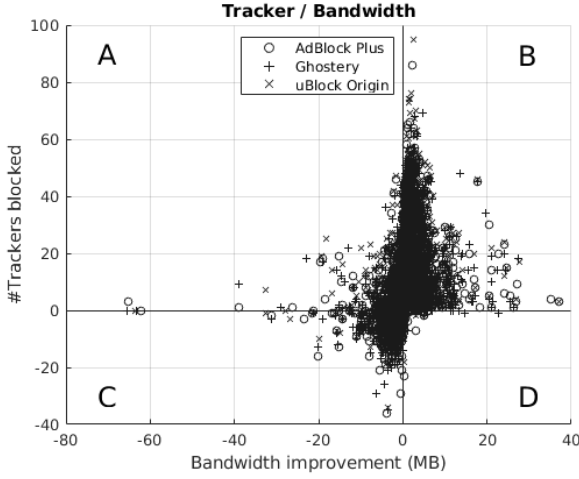 Tracker / Bandwidth
100
80
60
40
20
0
-20
-40
#Trackers blocked
A
B
AdBlock Plus
Ghostery
uBlock Origin
C
D
-80
-60
-40
-20
0
20
40
Bandwidth improvement (MB)